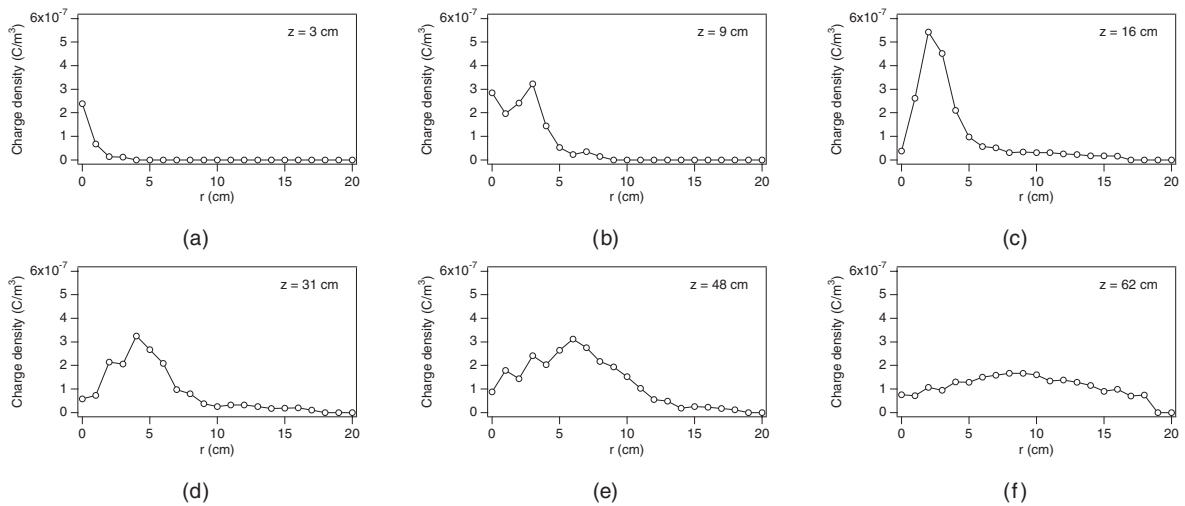 6x10⁻⁷
5
4
3
2
1
0
Charge density (C/m³)
z = 3 cm
0 5 10 15 20
r (cm)
(a)
6x10⁻⁷
5
4
3
2
1
0
Charge density (C/m³)
z = 9 cm
0 5 10 15 20
r (cm)
(b)
6x10⁻⁷
5
4
3
2
1
0
Charge density (C/m³)
z = 16 cm
0 5 10 15 20
r (cm)
(c)
6x10⁻⁷
5
4
3
2
1
0
Charge density (C/m³)
z = 31 cm
0 5 10 15 20
r (cm)
(d)
6x10⁻⁷
5
4
3
2
1
0
Charge density (C/m³)
z = 48 cm
0 5 10 15 20
r (cm)
(e)
6x10⁻⁷
5
4
3
2
1
0
Charge density (C/m³)
z = 62 cm
0 5 10 15 20
r (cm)
(f)